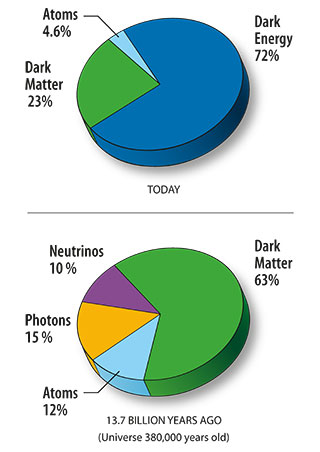 Atoms
4.6%
Dark
Energy
72%
Dark
Matter
23%
TODAY
Neutrinos
10 %
Dark
Matter
63%
Photons
15 %
Atoms
12%
13.7 BILLION YEARS AGO
(Universe 380,000 years old)